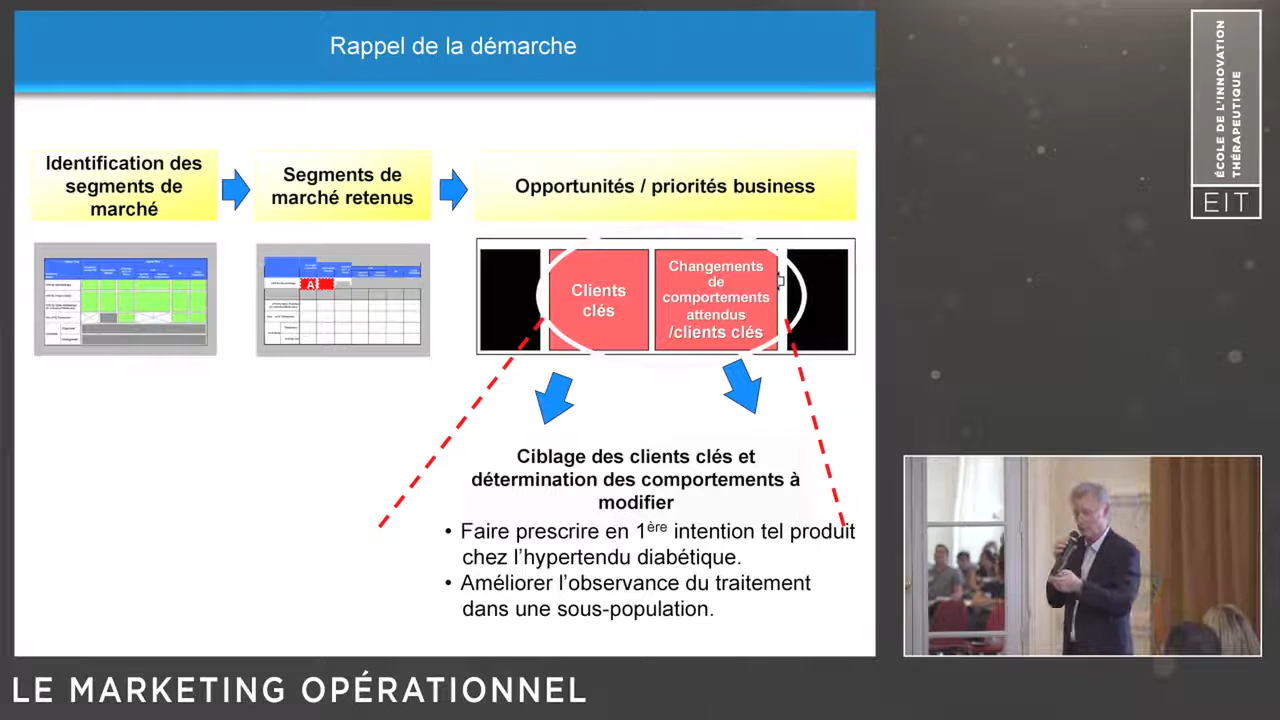 Rappel de la démarche
Identification des
segments de
marché
Segments de
marché retenus
Opportunités / priorités business
A
Clients
clés
Changements
de
comportements
attendus
/clients clés
Ciblage des clients clés et
détermination des comportements à
modifier
• Faire prescrire en 1ère intention tel produit
chez l’hypertendu diabétique.
• Améliorer l’observance du traitement
dans une sous-population.
ÉCOLE DE L'INNOVATION
THÉRAPEUTIQUE
EIT
LE MARKETING OPÉRATIONNEL